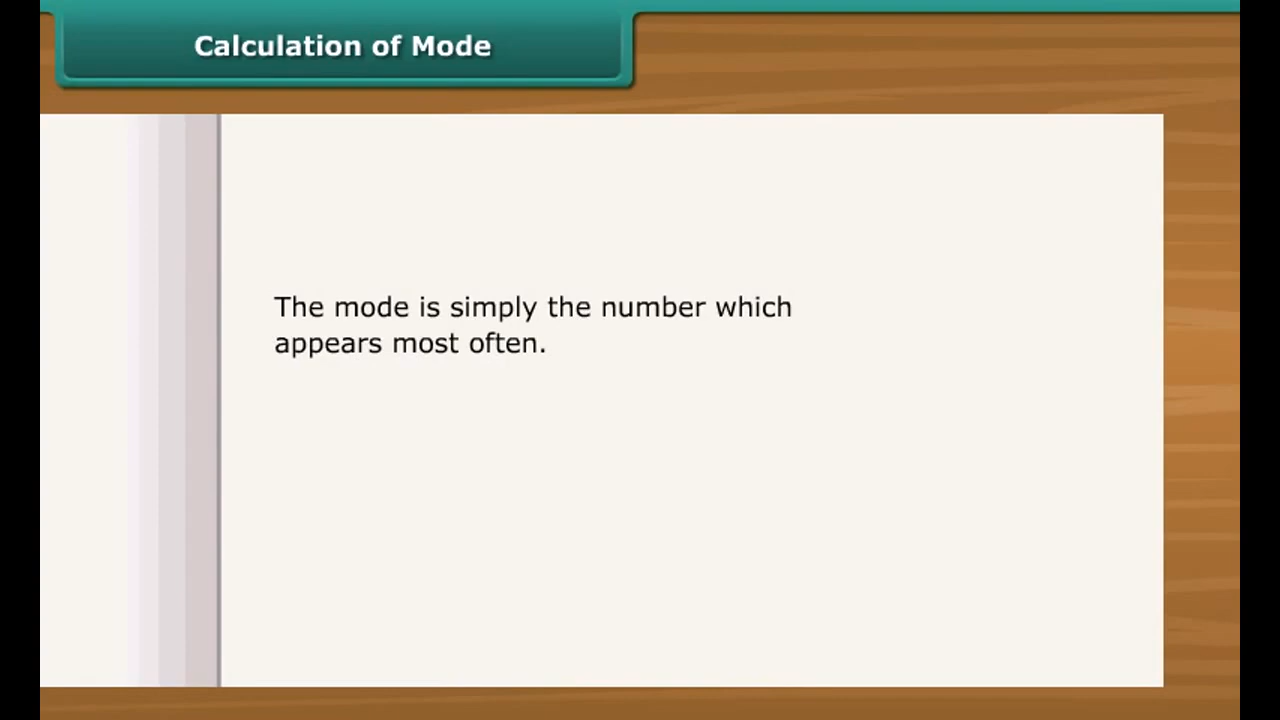 Calculation of Mode
The mode is simply the number which
appears most often.